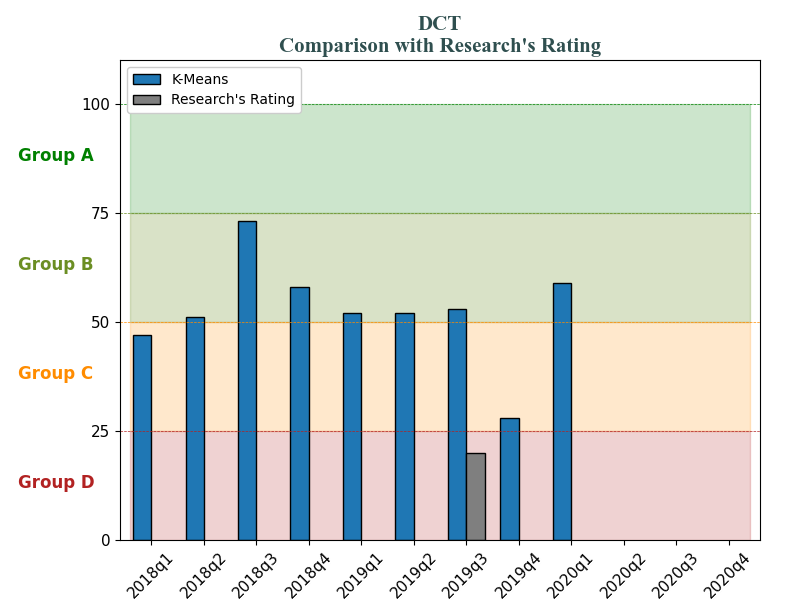 DCT
Comparison with Research's Rating
K-Means
Research's Rating
100
Group A
75
Group B
50
Group C
25
Group D
0
2018q1
2018q2
2018q3
2018q4
2019q1
2019q2
2019q3
2019q4
2020q1
2020q2
2020q3
2020q4